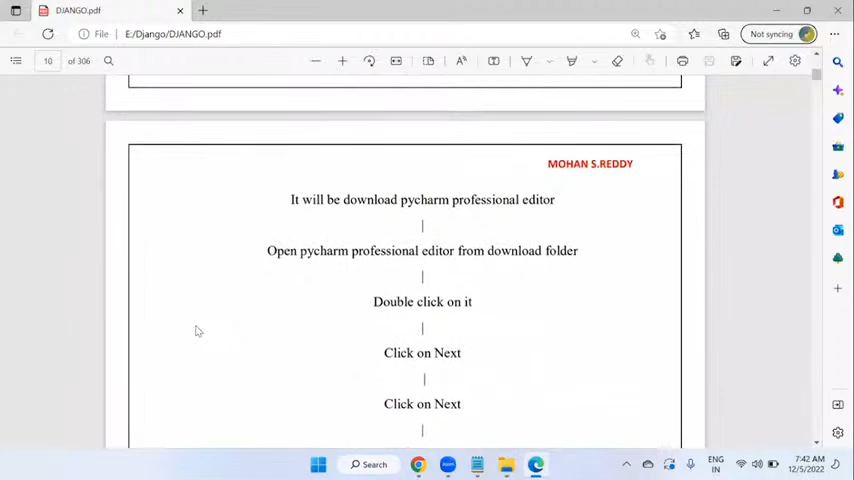 DJANGO.pdf
File
E:/Django/DJANGO.pdf
Not syncing
10
of 306
MOHAN S.REDDY
It will be download pycharm professional editor
|
Open pycharm professional editor from download folder
|
Double click on it
|
Click on Next
|
Click on Next
|
Search
ENG
IN
7:42 AM
12/5/2022